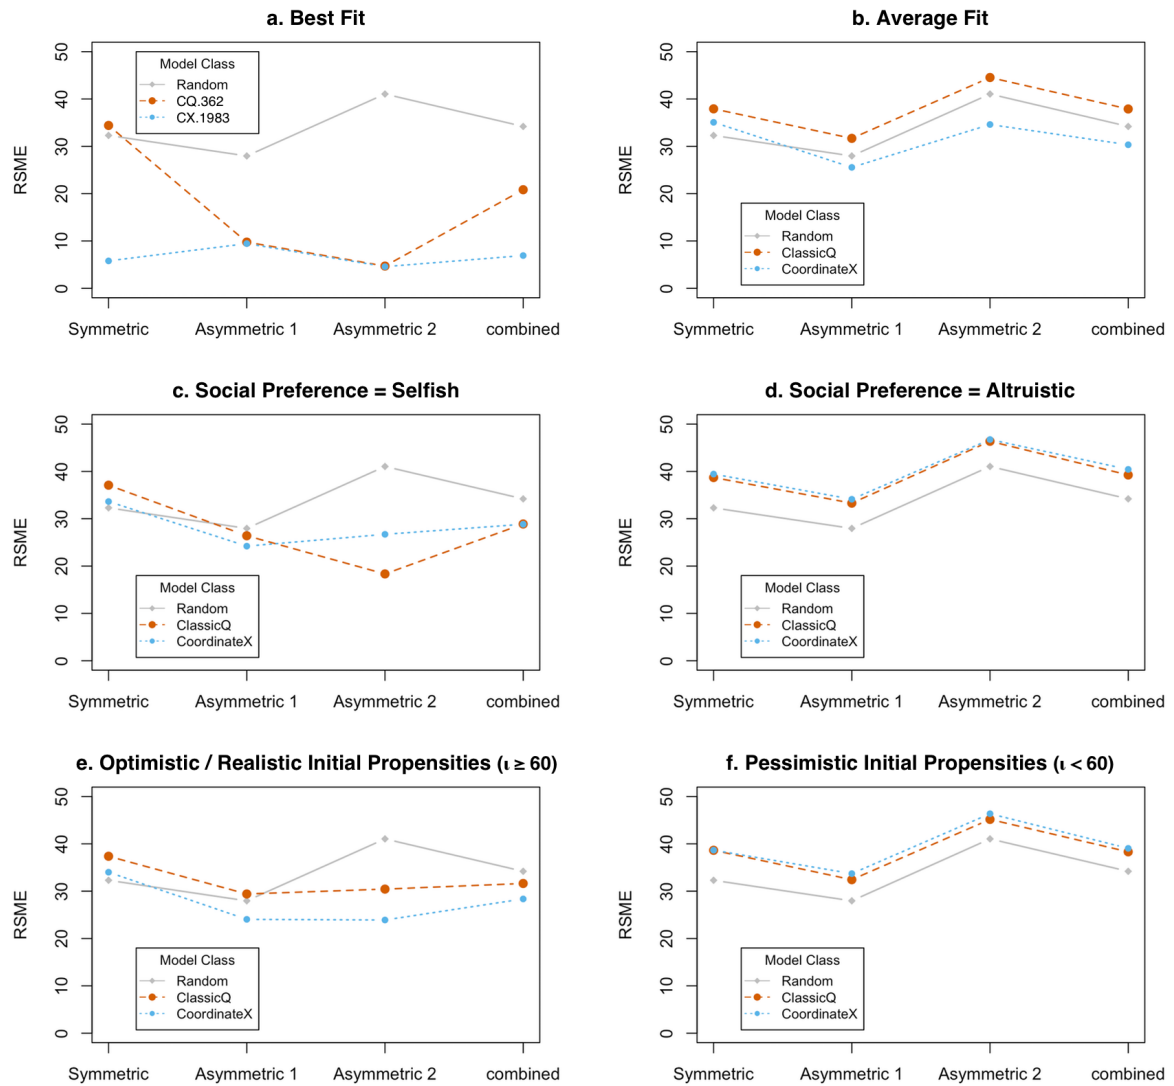 a. Best Fit
RSME
50
40
30
20
10
0
Model Class
Random
CQ.362
CX.1983
Symmetric Asymmetric 1 Asymmetric 2 combined
b. Average Fit
RSME
50
40
30
20
10
0
Model Class
Random
ClassicQ
CoordinateX
Symmetric Asymmetric 1 Asymmetric 2 combined
c. Social Preference = Selfish
RSME
50
40
30
20
10
0
Model Class
Random
ClassicQ
CoordinateX
Symmetric Asymmetric 1 Asymmetric 2 combined
d. Social Preference = Altruistic
RSME
50
40
30
20
10
0
Model Class
Random
ClassicQ
CoordinateX
Symmetric Asymmetric 1 Asymmetric 2 combined
e. Optimistic / Realistic Initial Propensities (ι ≥ 60)
RSME
50
40
30
20
10
0
Model Class
Random
ClassicQ
CoordinateX
Symmetric Asymmetric 1 Asymmetric 2 combined
f. Pessimistic Initial Propensities (ι < 60)
RSME
50
40
30
20
10
0
Model Class
Random
ClassicQ
CoordinateX
Symmetric Asymmetric 1 Asymmetric 2 combined